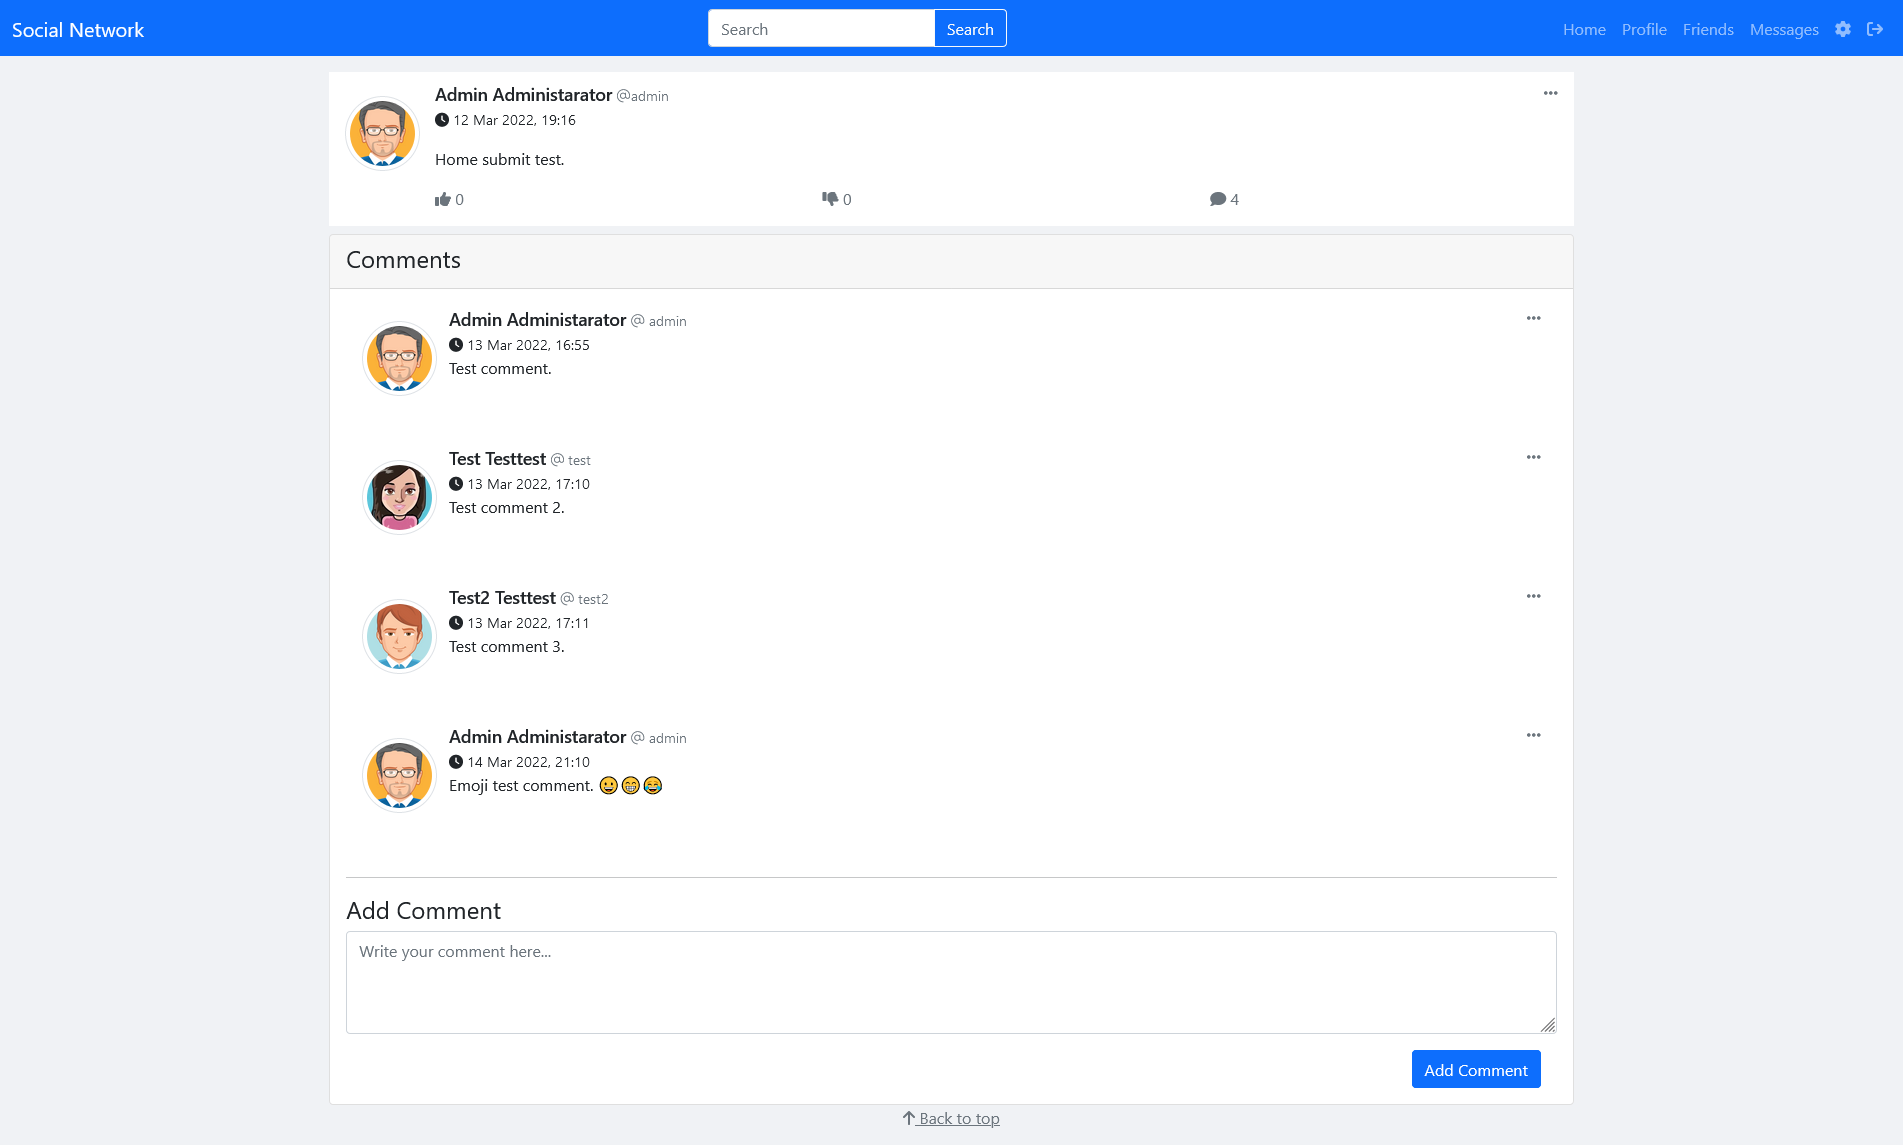 Social Network
Search
Search
Home
Profile
Friends
Messages
Admin Administarator @admin
12 Mar 2022, 19:16
Home submit test.
0
0
4
Comments
Admin Administarator @ admin
13 Mar 2022, 16:55
Test comment.
Test Testtest @ test
13 Mar 2022, 17:10
Test comment 2.
Test2 Testtest @ test2
13 Mar 2022, 17:11
Test comment 3.
Admin Administarator @ admin
14 Mar 2022, 21:10
Emoji test comment. 😀😁😂
Add Comment
Write your comment here...
Add Comment
Back to top